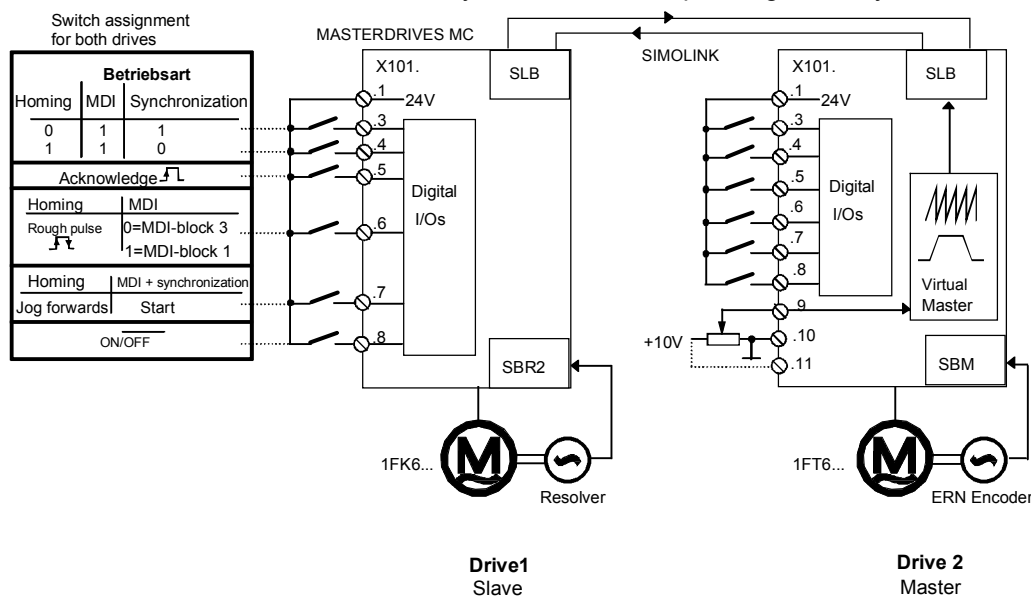 Switch assignment
for both drives
Betriebsart
Homing MDI Synchronization
0 1 1
1 1 0
Acknowledge
Homing MDI
Rough pulse 0=MDI-block 3
1=MDI-block 1
Homing MDI + synchronization
Jog forwards Start
ON/OFF
MASTERDRIVES MC
X101.
SLB
.1
24V
.3
.4
.5
.6
.7
.8
Digital
I/Os
SBR2
1FK6...
M
Resolver
Drive1
Slave
SIMOLINK
X101.
SLB
.1
24V
.3
.4
.5
.6
.7
.8
.9
.10
.11
+10V
Digital
I/Os
Virtual
Master
SBM
1FT6...
M
ERN Encoder
Drive 2
Master